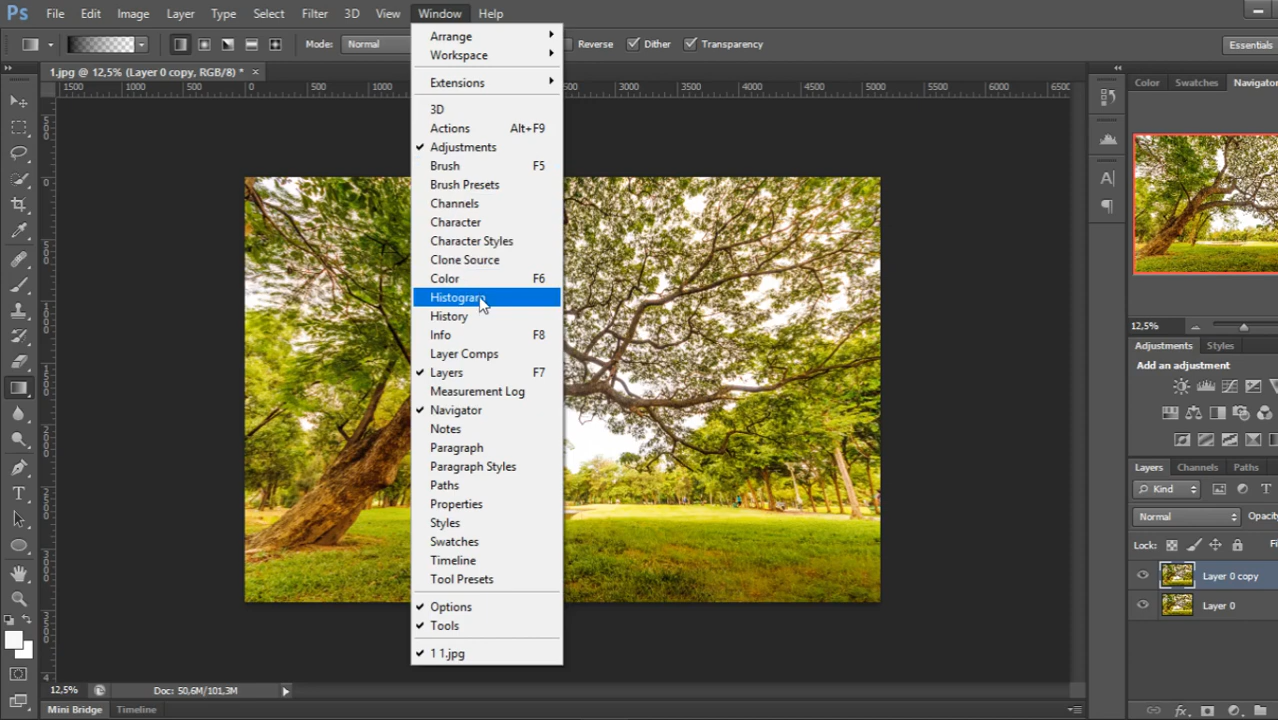 Ps File Edit Image Layer Type Select Filter 3D View Window Help
Mode: Normal Reverse Dither Transparency Essentials
1.jpg @ 12,5% (Layer 0 copy, RGB/8) * ×
1500 1000 500 0 500 1000 2500 3000 3500 4000 4500 5000 5500 6000 6500
Arrange
Workspace
Extensions
3D
Actions Alt+F9
Adjustments
Brush F5
Brush Presets
Channels
Character
Character Styles
Clone Source
Color F6
Histogram
History
Info F8
Layer Comps
Layers F7
Measurement Log
Navigator
Notes
Paragraph
Paragraph Styles
Paths
Properties
Styles
Swatches
Timeline
Tool Presets
Options
Tools
1 1.jpg
Color Swatches Navigator
12,5%
Adjustments Styles
Add an adjustment
Layers Channels Paths
Kind
Normal Opacity
Lock:
Layer 0 copy
Layer 0
12,5% Doc: 50,6M/101,3M
Mini Bridge Timeline